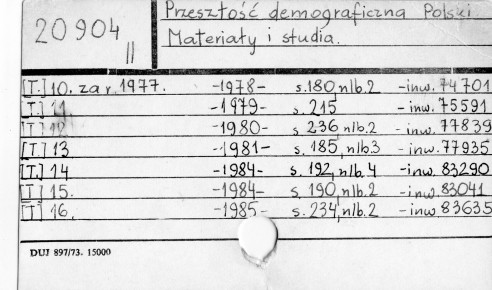 20904
II
Przeszłość demograficzna Polski.
Materiały i studia.
[T.] 10. za r. 1977. -1978- s. 180, nlb. 2 -inw. 74701
[T.] 11 -1979- s. 215 -inw. 75591
[T.] 12 -1980- s. 236, nlb. 2 -inw. 77839
[T.] 13 -1981- s. 185, nlb. 3 -inw. 77935
[T.] 14 -1984- s. 192, nlb. 4 -inw. 83290
[T.] 15. -1984- s. 190, nlb. 2 -inw. 83041
[T.] 16. -1985- s. 234, nlb. 2 -inw. 83635
DUJ 897/73. 15000